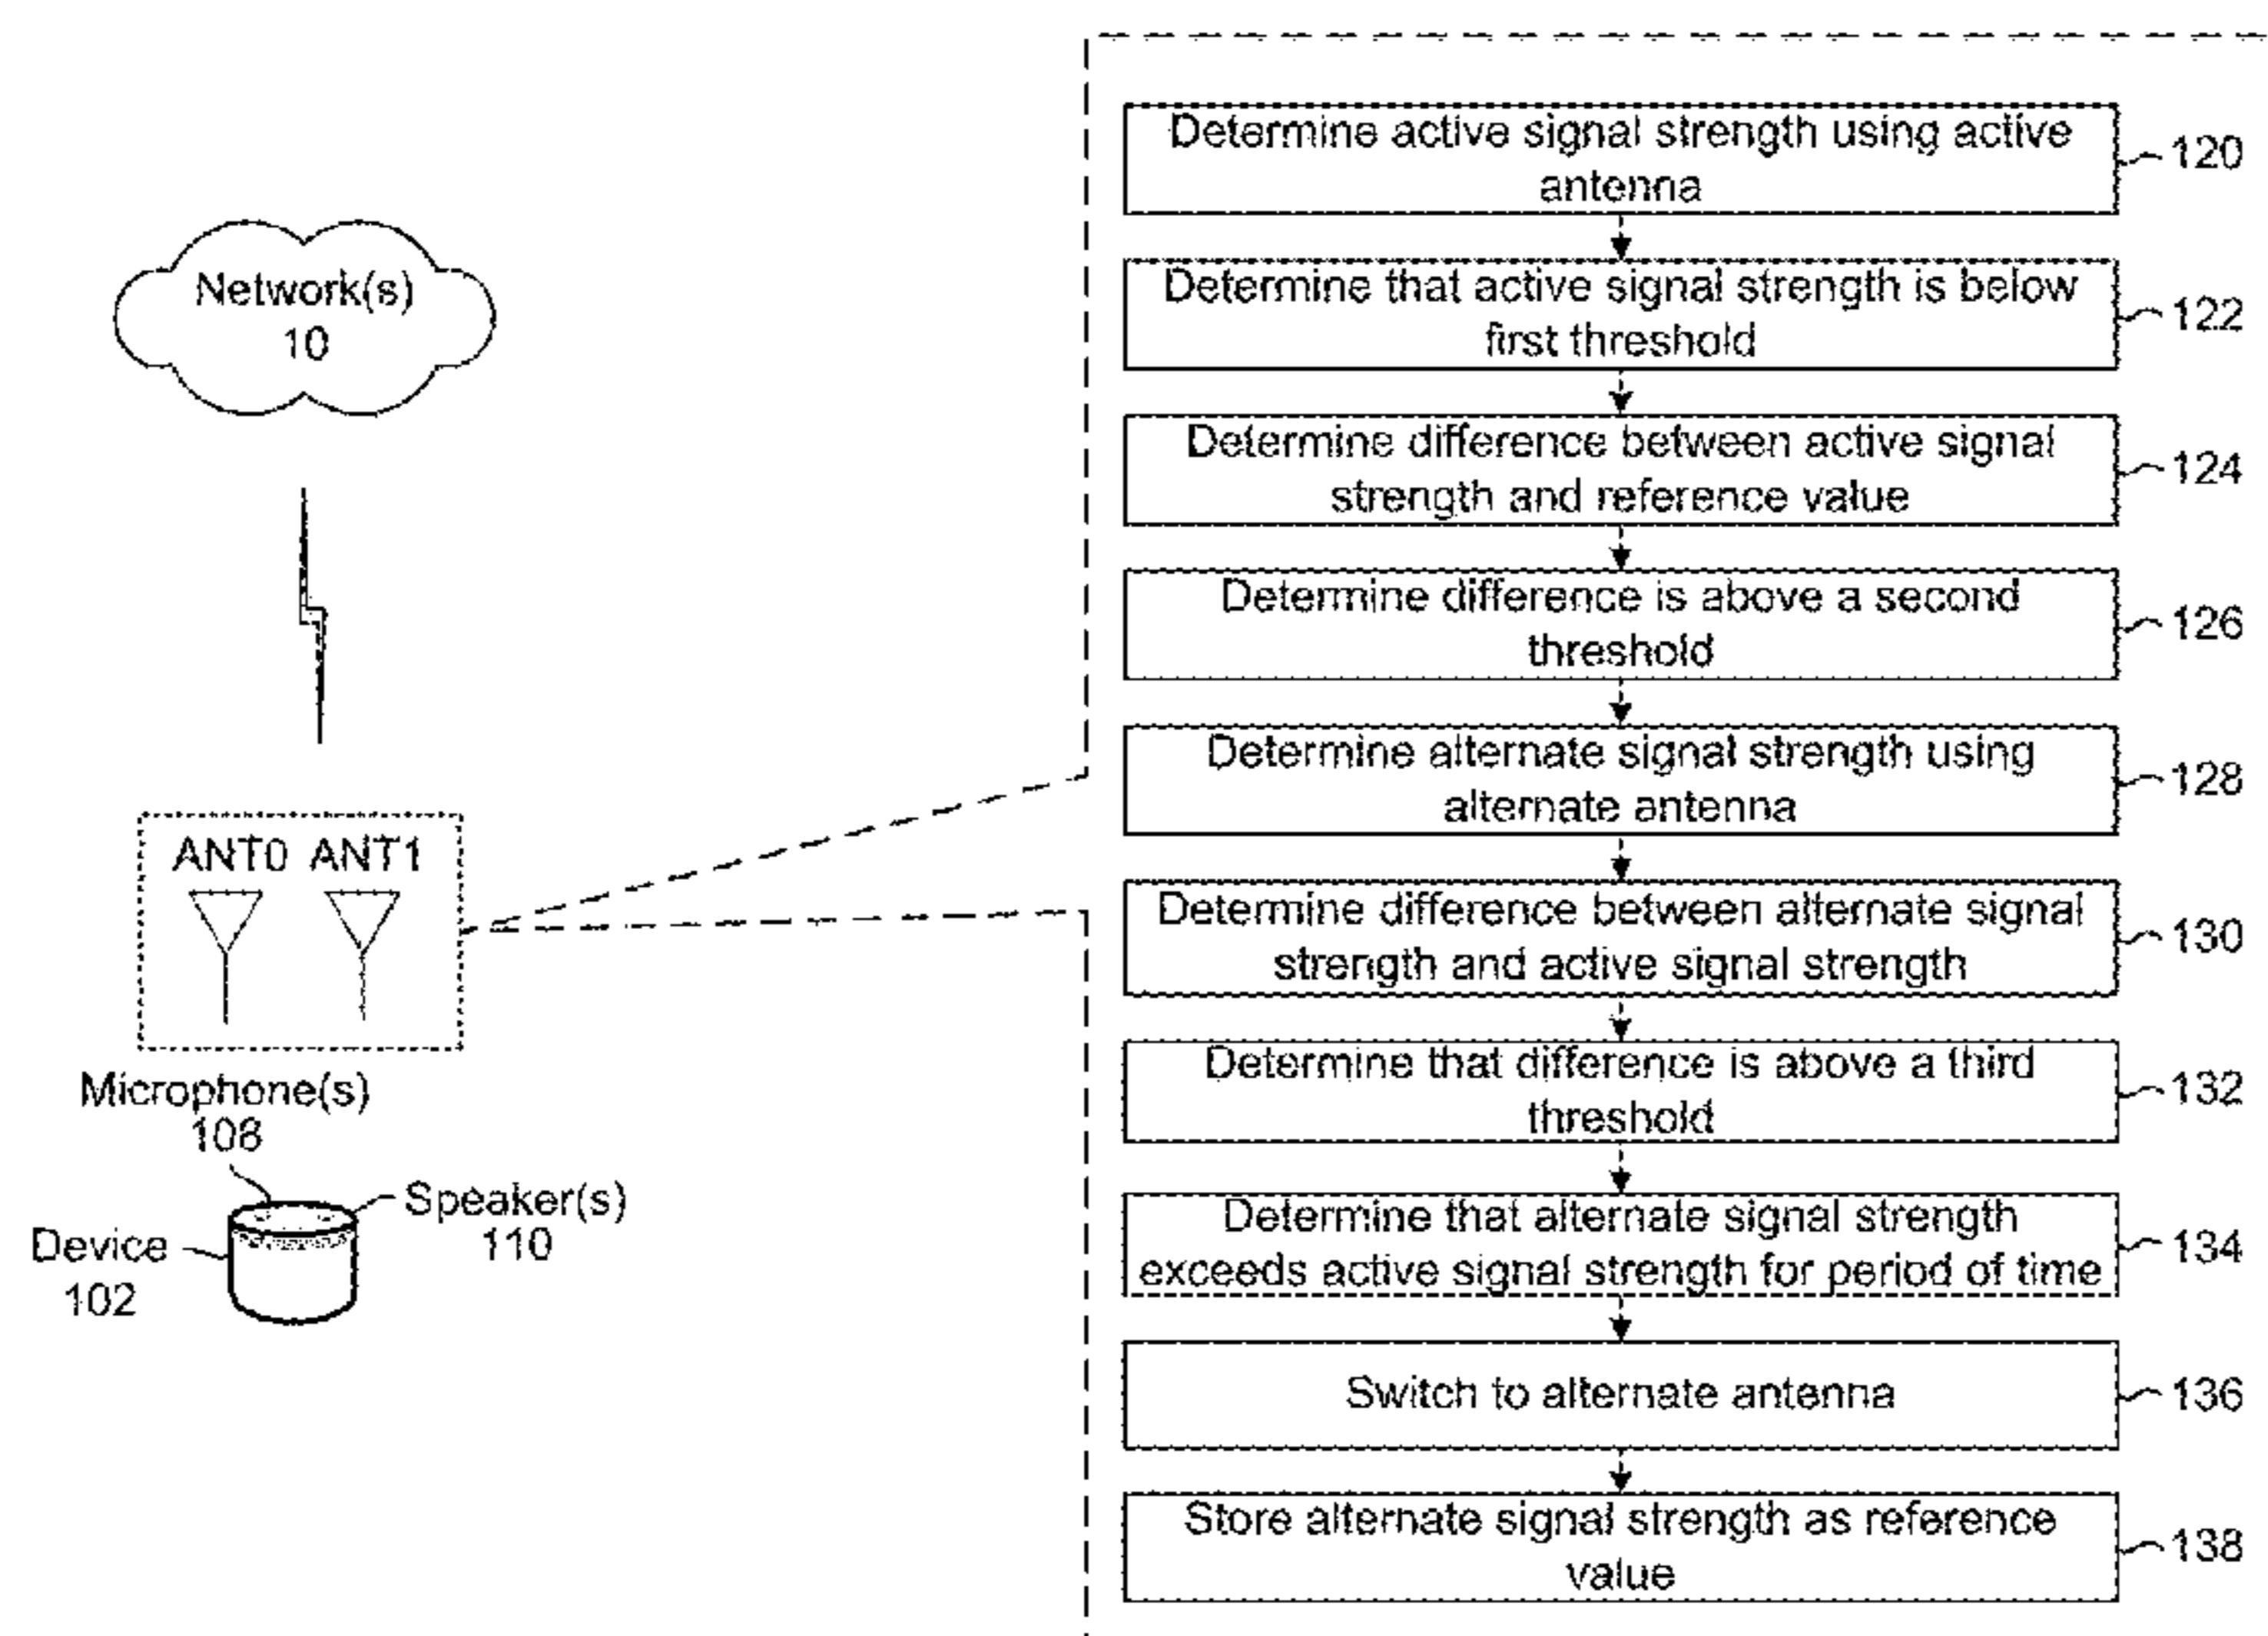 Network(s)
10
ANT0 ANT1
Microphone(s)
108
Speaker(s)
110
Device
102
Determine active signal strength using active
antenna
120
Determine that active signal strength is below
first threshold
122
Determine difference between active signal
strength and reference value
124
Determine difference is above a second
threshold
126
Determine alternate signal strength using
alternate antenna
128
Determine difference between alternate signal
strength and active signal strength
130
Determine that difference is above a third
threshold
132
Determine that alternate signal strength
exceeds active signal strength for period of time
134
Switch to alternate antenna
136
Store alternate signal strength as reference
value
138